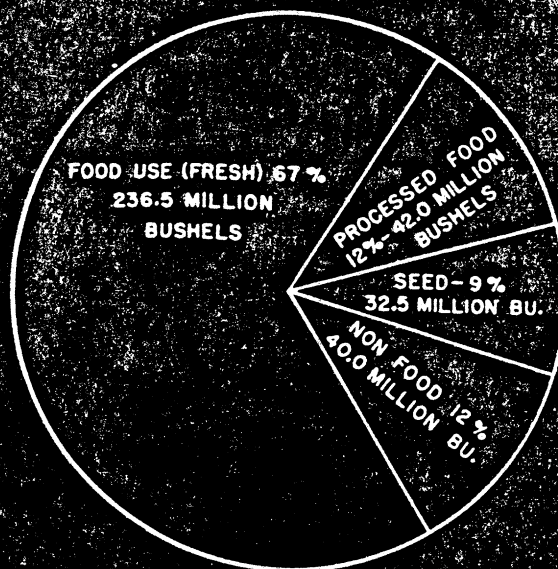 FOOD USE (FRESH) 67%
236.5 MILLION
BUSHELS
PROCESSED FOOD
12%-42.0 MILLION
BUSHELS
SEED-9%
32.5 MILLION BU.
NON FOOD 12%
40.0 MILLION BU.